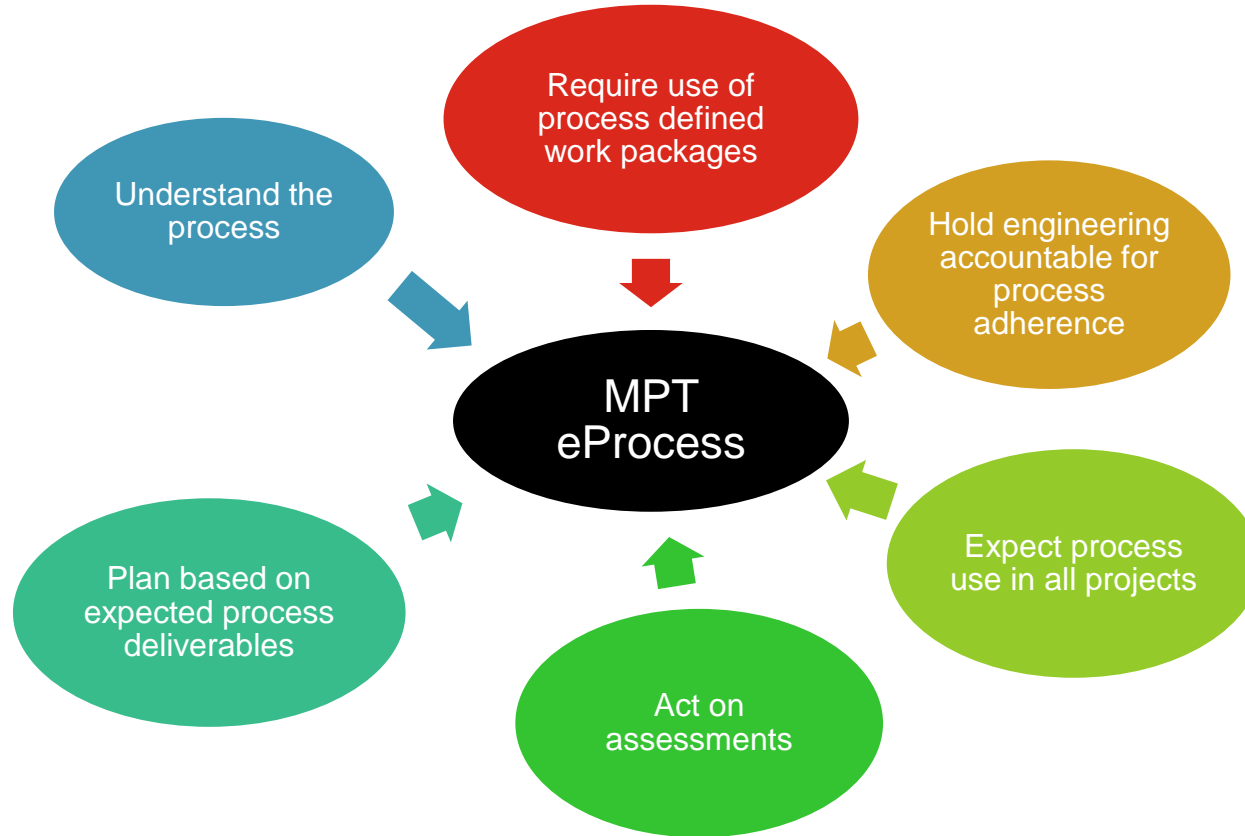 Require use of
process defined
work packages
Understand the
process
Hold engineering
accountable for
process
adherence
MPT
eProcess
Plan based on
expected process
deliverables
Expect process
use in all projects
Act on
assessments